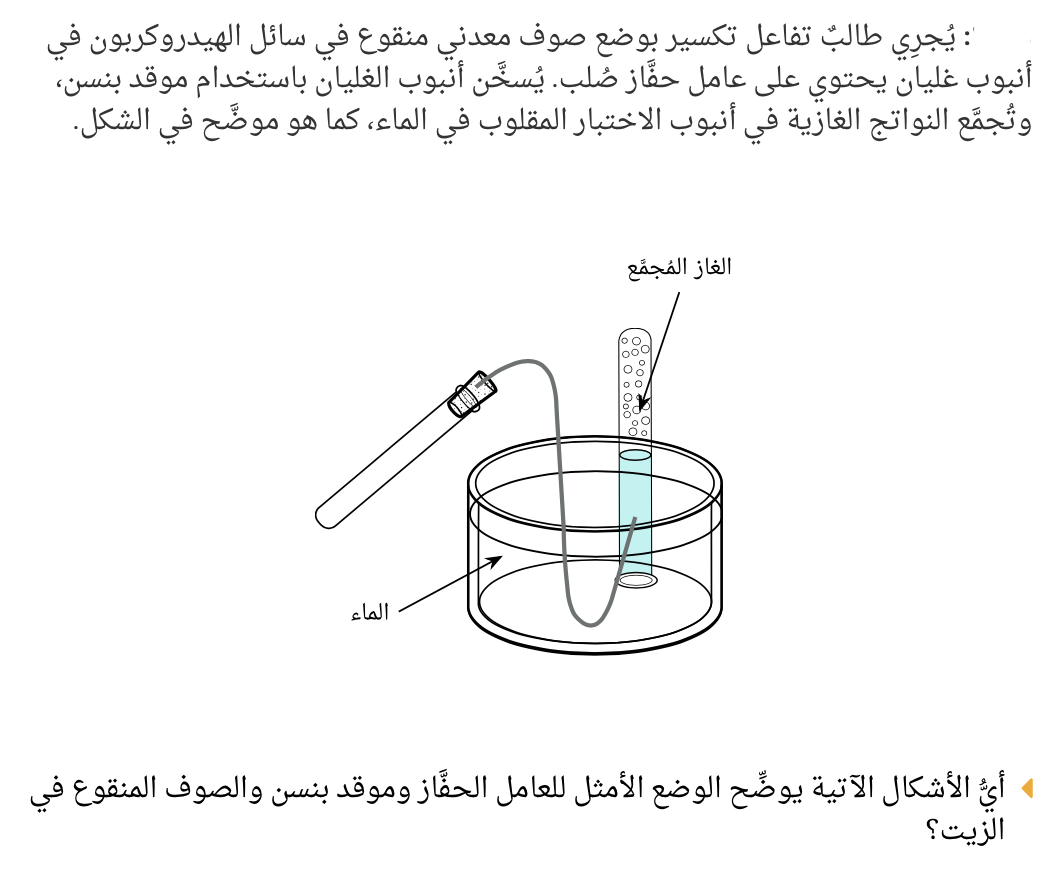 : يُجرِي طالبٌ تفاعل تكسير بوضع صوف معدني منقوع في سائل الهيدروكربون في
أنبوب غليان يحتوي على عامل حفَّاز صُلب. يُسخَّن أنبوب الغليان باستخدام موقد بنسن،
وتُجمَّع النواتج الغازية في أنبوب الاختبار المقلوب في الماء، كما هو موضَّح في الشكل.
الغاز المُجمَّع
الماء
أيُّ الأشكال الآتية يوضِّح الوضع الأمثل للعامل الحفَّاز وموقد بنسن والصوف المنقوع في
الزيت؟